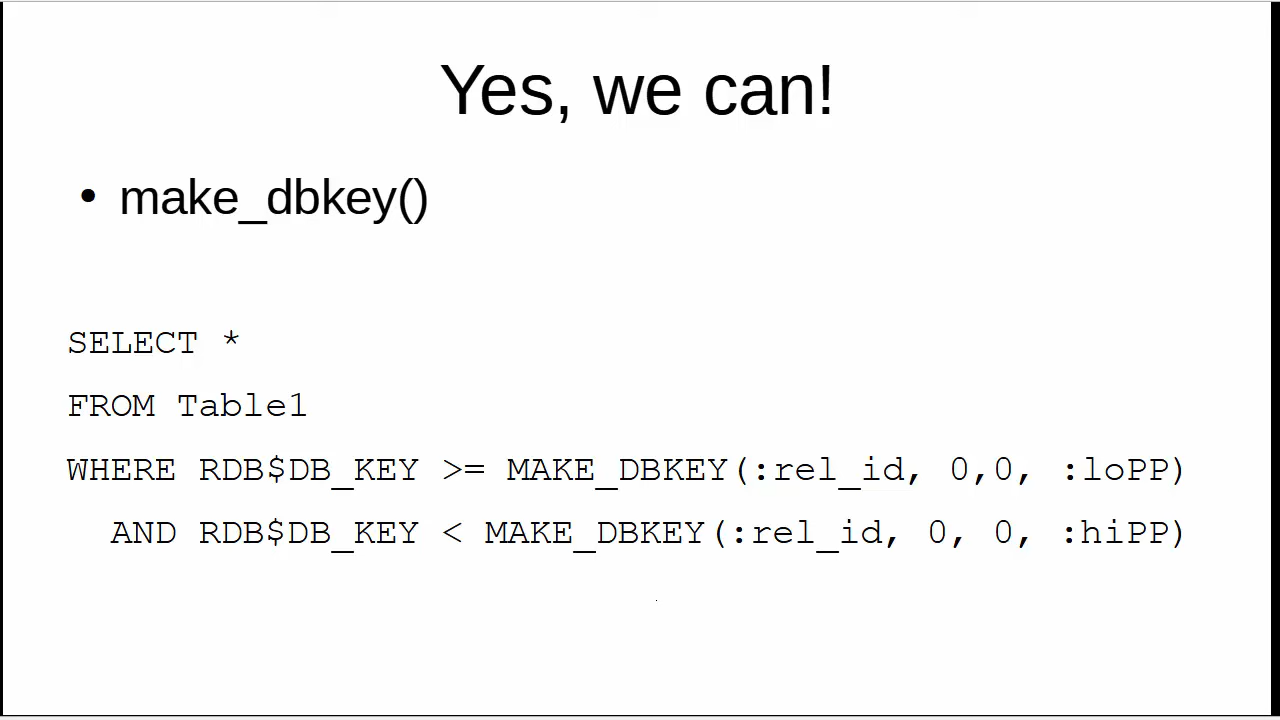 Yes, we can!
• make_dbkey()
SELECT *
FROM Table1
WHERE RDB$DB_KEY >= MAKE_DBKEY(:rel_id, 0,0, :loPP)
AND RDB$DB_KEY < MAKE_DBKEY(:rel_id, 0, 0, :hiPP)